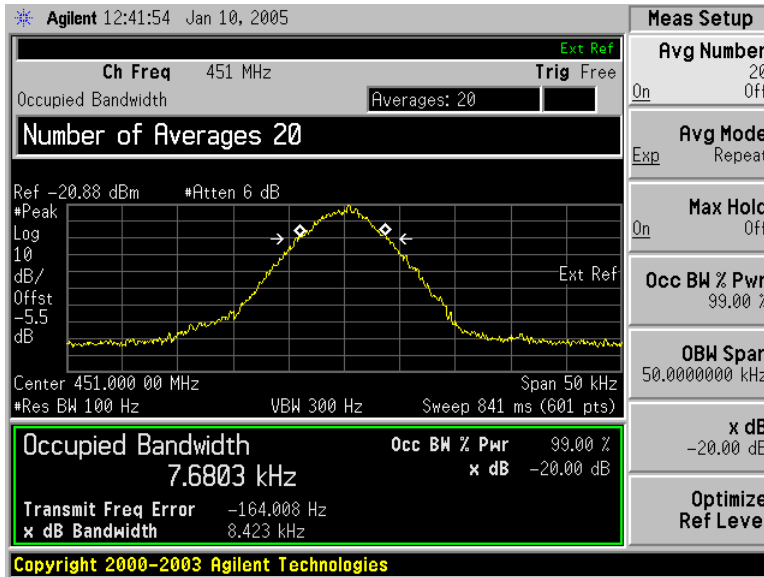 Agilent 12:41:54 Jan 10, 2005
Meas Setup
Ext Ref
Ch Freq 451 MHz Trig Free
Occupied Bandwidth Averages: 20
Number of Averages 20
Ref -20.88 dBm #Atten 6 dB
#Peak
Log
10
dB/
Offst
-5.5
dB
Ext Ref
Center 451.000 00 MHz Span 50 kHz
#Res BW 100 Hz VBW 300 Hz Sweep 841 ms (601 pts)
Occupied Bandwidth
7.6803 kHz
Occ BW % Pwr 99.00 %
x dB -20.00 dB
Transmit Freq Error -164.008 Hz
x dB Bandwidth 8.423 kHz
Avg Number
20
On Off
Avg Mode
Exp Repeat
Max Hold
On Off
Occ BW % Pwr
99.00 %
OBW Span
50.0000000 kHz
x dB
-20.00 dB
Optimize
Ref Level
Copyright 2000-2003 Agilent Technologies